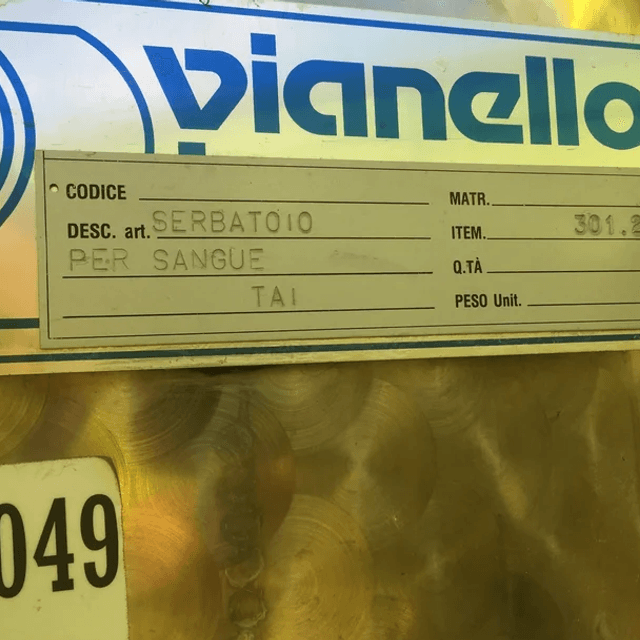 vianello
CODICE
MATR.
DESC. art. SERBATOIO
ITEM. 301.2
PER SANGUE
Q.TÀ
TAI
PESO Unit.
049